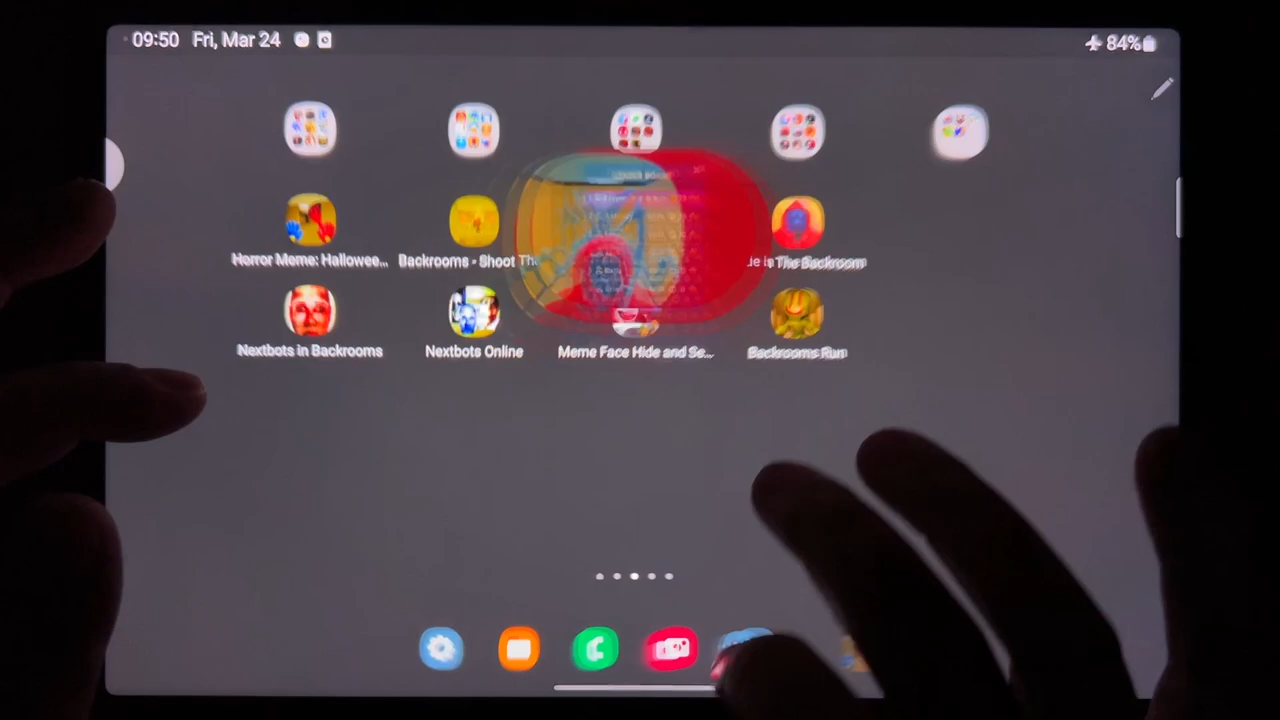 09:50 Fri, Mar 24
84%
Horror Meme: Hallowee...
Backrooms - Shoot Th
The Backroom
Nextbots in Backrooms
Nextbots Online
Meme Face Hide and Se...
Backrooms Run